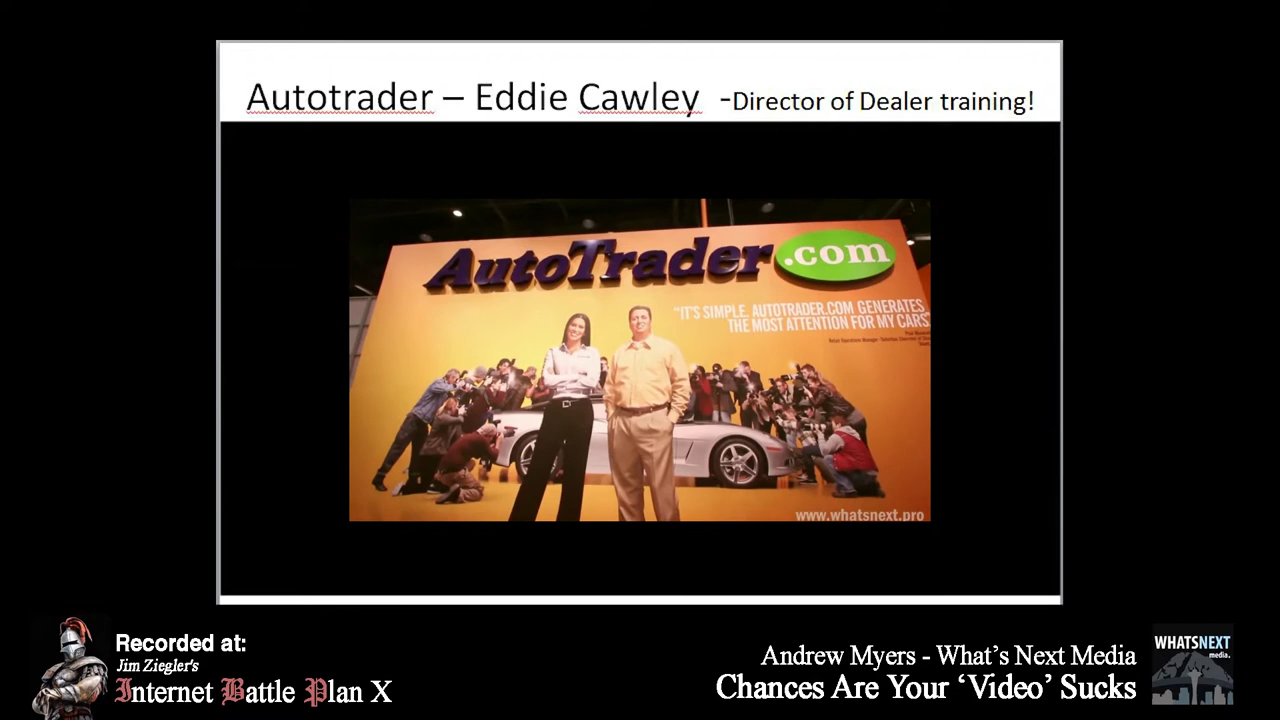 Autotrader – Eddie Cawley -Director of Dealer training!
AutoTrader.com
"IT'S SIMPLE. AUTOTRADER.COM GENERATES
THE MOST ATTENTION FOR MY CARS."
www.whatsnext.pro
Recorded at:
Jim Ziegler's
Internet Battle Plan X
Andrew Myers - What's Next Media
Chances Are Your 'Video' Sucks
WHATSNEXT
media.